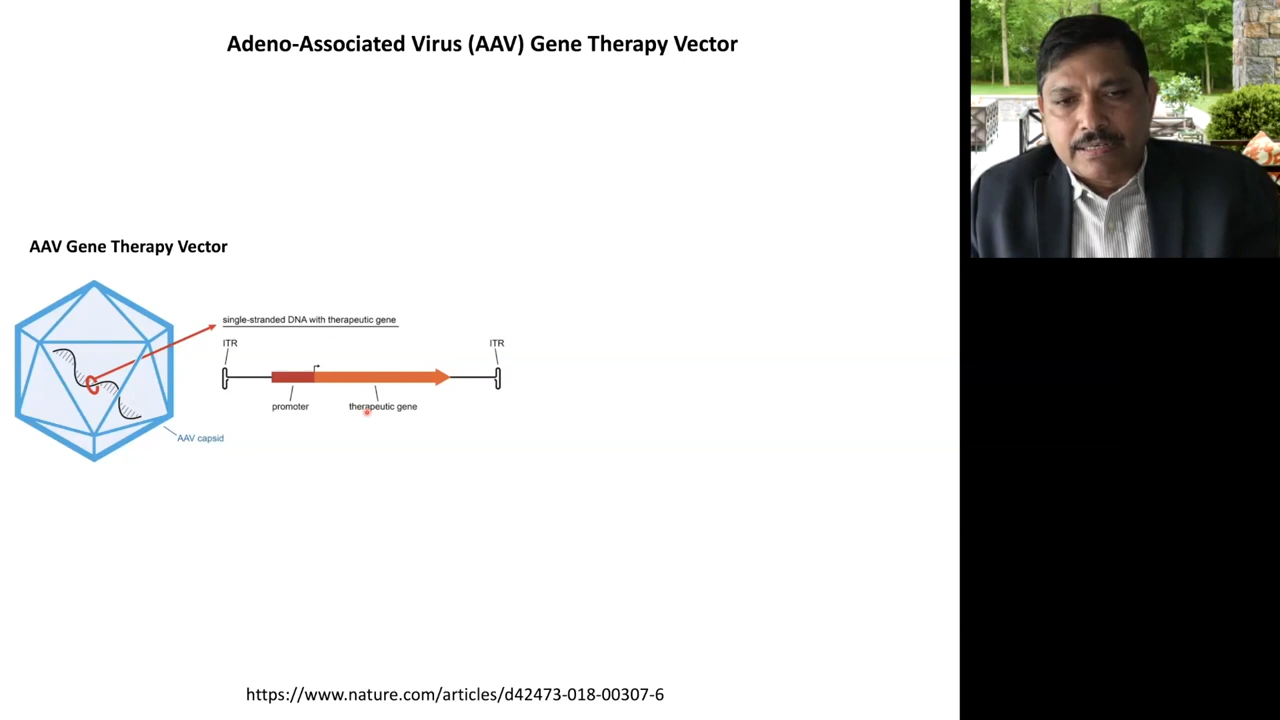 Adeno-Associated Virus (AAV) Gene Therapy Vector
AAV Gene Therapy Vector
single-stranded DNA with therapeutic gene
ITR
ITR
promoter
therapeutic gene
AAV capsid
https://www.nature.com/articles/d42473-018-00307-6